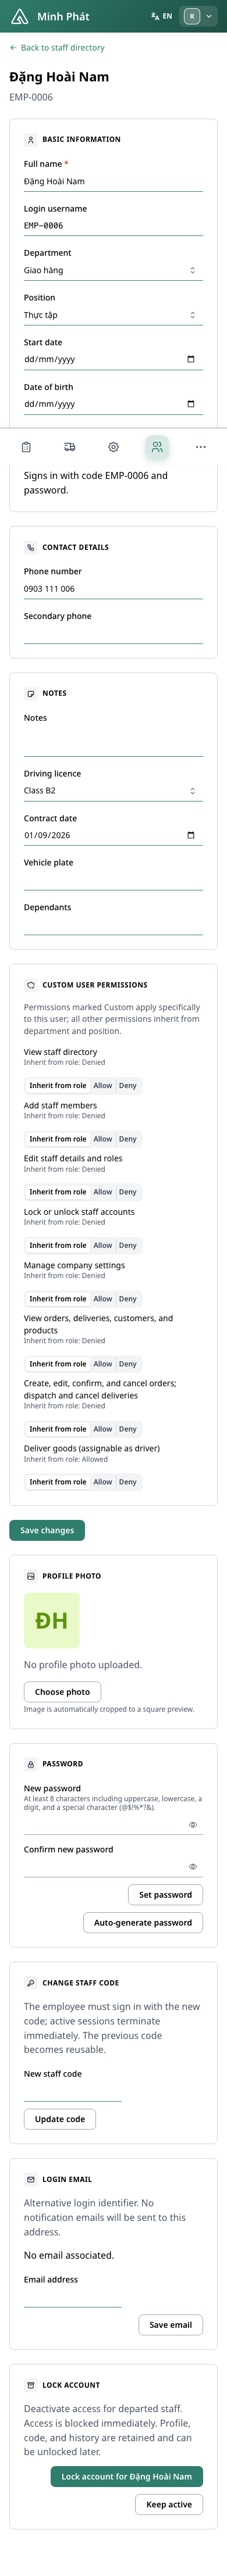 Minh Phát
EN
R
Back to staff directory
Đặng Hoài Nam
EMP-0006
BASIC INFORMATION
Full name *
Đặng Hoài Nam
Login username
EMP-0006
Department
Giao hàng
Position
Thực tập
Start date
dd/mm/yyyy
Date of birth
dd/mm/yyyy
Signs in with code EMP-0006 and
password.
CONTACT DETAILS
Phone number
0903 111 006
Secondary phone
NOTES
Notes
Driving licence
Class B2
Contract date
01/09/2026
Vehicle plate
Dependants
CUSTOM USER PERMISSIONS
Permissions marked Custom apply specifically
to this user; all other permissions inherit from
department and position.
View staff directory
Inherit from role: Denied
Inherit from role Allow Deny
Add staff members
Inherit from role: Denied
Inherit from role Allow Deny
Edit staff details and roles
Inherit from role: Denied
Inherit from role Allow Deny
Lock or unlock staff accounts
Inherit from role: Denied
Inherit from role Allow Deny
Manage company settings
Inherit from role: Denied
Inherit from role Allow Deny
View orders, deliveries, customers, and
products
Inherit from role: Denied
Inherit from role Allow Deny
Create, edit, confirm, and cancel orders;
dispatch and cancel deliveries
Inherit from role: Denied
Inherit from role Allow Deny
Deliver goods (assignable as driver)
Inherit from role: Allowed
Inherit from role Allow Deny
Save changes
PROFILE PHOTO
ĐH
No profile photo uploaded.
Choose photo
Image is automatically cropped to a square preview.
PASSWORD
New password
At least 8 characters including uppercase, lowercase, a
digit, and a special character (@$!%*?&).
Confirm new password
Set password
Auto-generate password
CHANGE STAFF CODE
The employee must sign in with the new
code; active sessions terminate
immediately. The previous code
becomes reusable.
New staff code
Update code
LOGIN EMAIL
Alternative login identifier. No
notification emails will be sent to this
address.
No email associated.
Email address
Save email
LOCK ACCOUNT
Deactivate access for departed staff.
Access is blocked immediately. Profile,
code, and history are retained and can
be unlocked later.
Lock account for Đặng Hoài Nam
Keep active